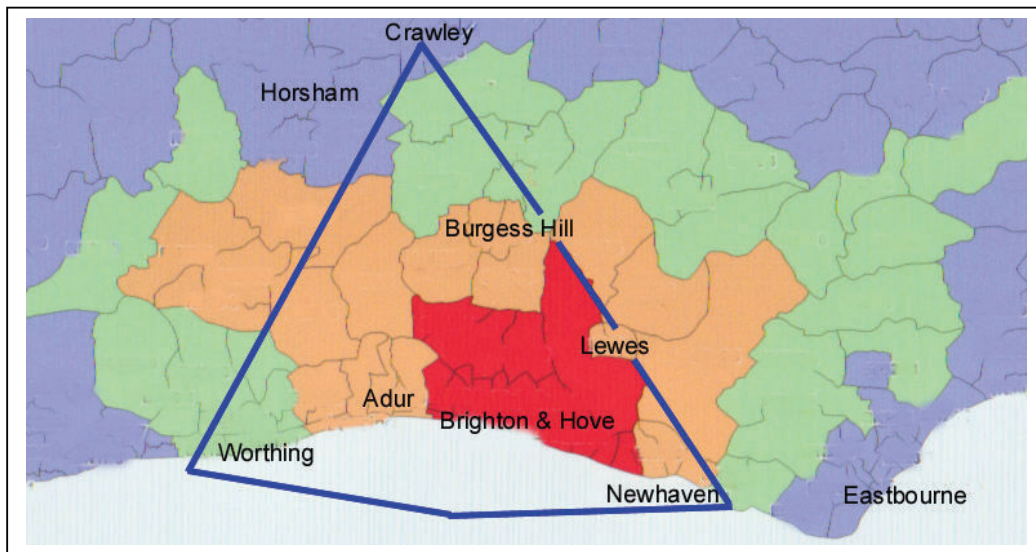 Crawley
Horsham
Burgess Hill
Lewes
Adur
Brighton & Hove
Worthing
Newhaven
Eastbourne